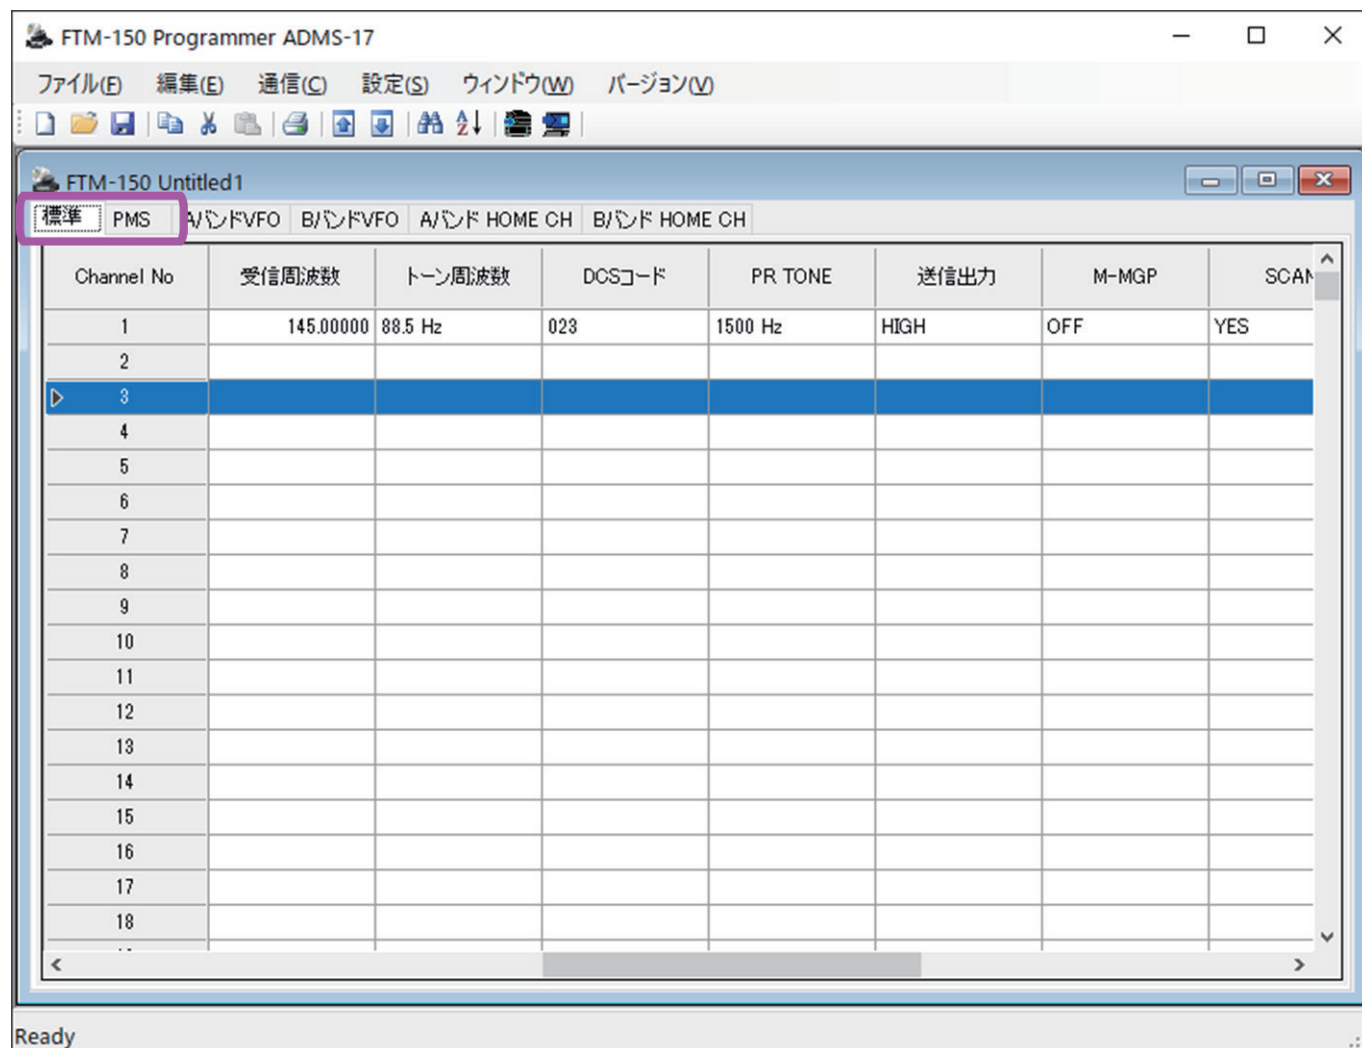 FTM-150 Programmer ADMS-17
ファイル(F) 編集(E) 通信(C) 設定(S) ウィンドウ(W) バージョン(V)
FTM-150 Untitled1
標準 PMS AバンドVFO BバンドVFO Aバンド HOME CH Bバンド HOME CH
Channel No 受信周波数 トーン周波数 DCSコード PR TONE 送信出力 M-MGP SCAN
1 145.00000 88.5 Hz 023 1500 Hz HIGH OFF YES
2
3
4
5
6
7
8
9
10
11
12
13
14
15
16
17
18
Ready